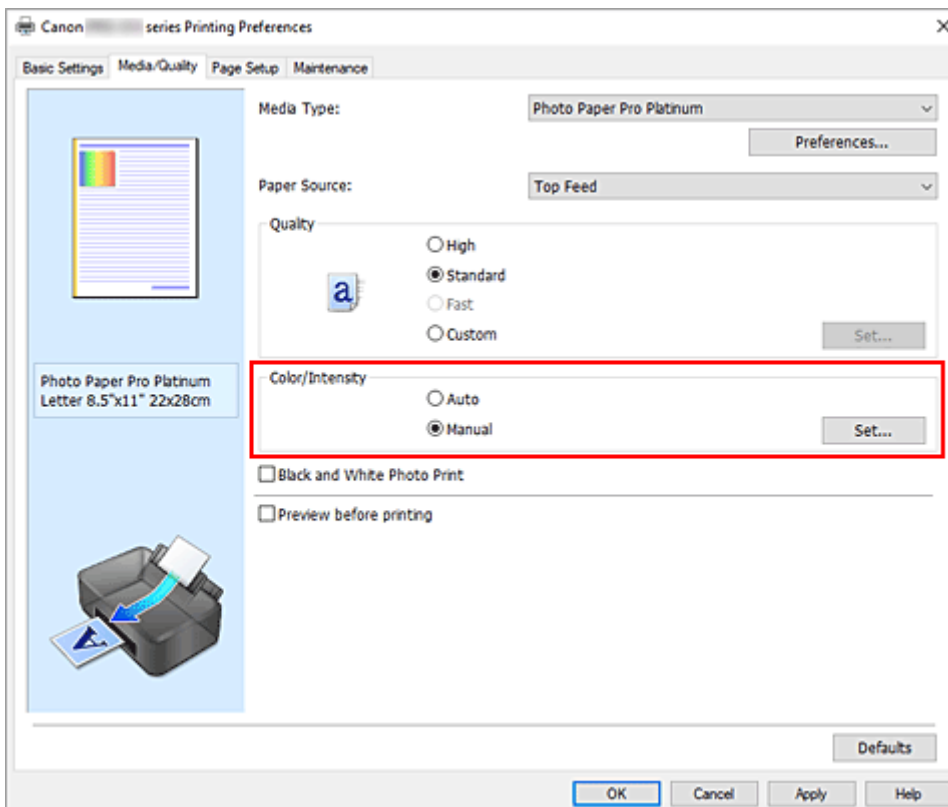 Canon series Printing Preferences
Basic Settings Media/Quality Page Setup Maintenance
Media Type: Photo Paper Pro Platinum
Preferences...
Paper Source: Top Feed
Quality
High
Standard
Fast
Custom Set...
Photo Paper Pro Platinum
Letter 8.5"x11" 22x28cm
Color/Intensity
Auto
Manual Set...
Black and White Photo Print
Preview before printing
Defaults
OK Cancel Apply Help